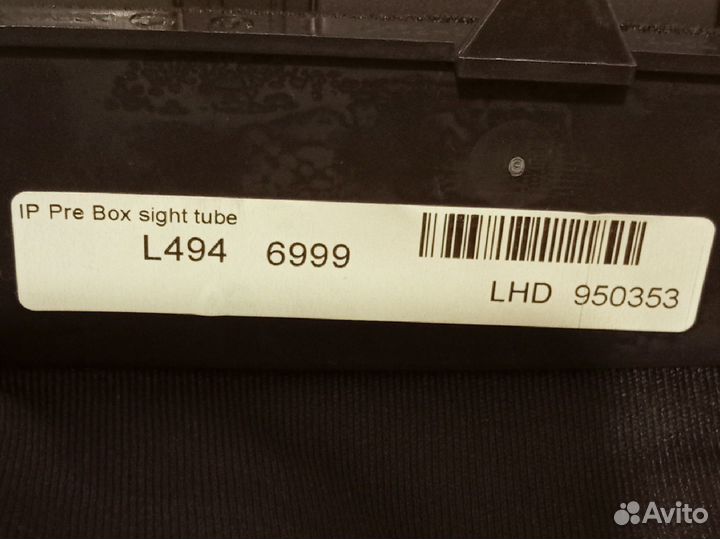 IP Pre Box sight tube
L494 6999
LHD 950353
Avito